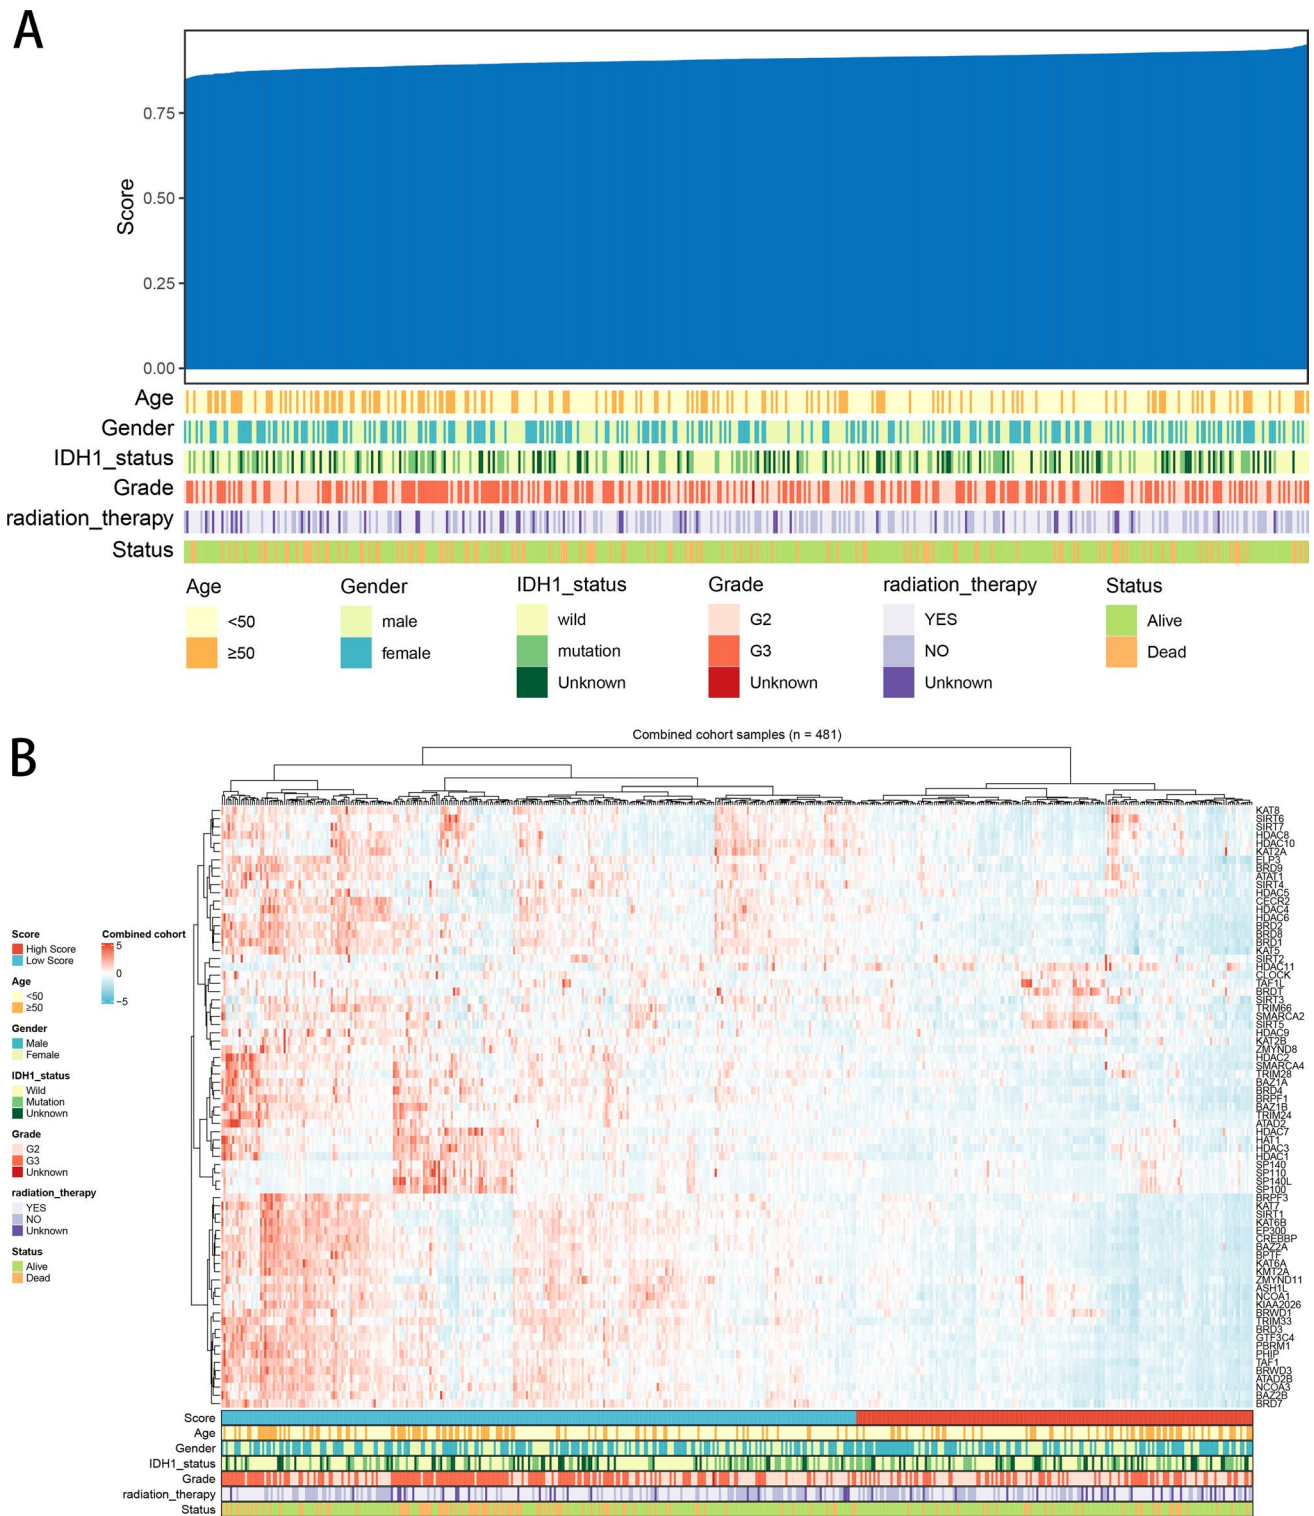 A
Score
0.75
0.50
0.25
0.00
Age
Gender
IDH1_status
Grade
radiation_therapy
Status
Age
<50
≥50
Gender
male
female
IDH1_status
wild
mutation
Unknown
Grade
G2
G3
Unknown
radiation_therapy
YES
NO
Unknown
Status
Alive
Dead
B
Combined cohort samples (n = 481)
Score
High Score
Low Score
Age
<50
≥50
Gender
Male
Female
IDH1_status
Wild
Mutation
Unknown
Grade
G2
G3
Unknown
radiation_therapy
YES
NO
Unknown
Status
Alive
Dead
Combined cohort
5
0
−5
KAT8
SIRT6
SIRT7
HDAC8
HDAC10
KAT2A
ELP3
BRD9
ATAT1
SIRT4
HDAC5
CECR2
HDAC4
HDAC6
BRD2
BRD8
BRD1
KAT5
SIRT2
HDAC11
CLOCK
TAF1L
BRDT
SIRT3
TRIM66
SMARCA2
SIRT5
HDAC9
KAT2B
ZMYND8
HDAC2
SMARCA4
TRIM28
BAZ1A
BRD4
BRPF1
BAZ1B
TRIM24
ATAD2
HDAC7
HAT1
HDAC3
HDAC1
SP140
SP110
SP140L
SP100
BRPF3
KAT7
SIRT1
KAT6B
EP300
CREBBP
BAZ2A
BPTF
KAT6A
KMT2A
ZMYND11
ASH1L
NCOA1
KIAA2026
BRWD1
TRIM33
BRD3
GTF3C4
PBRM1
PHIP
TAF1
BRWD3
ATAD2B
NCOA3
BAZ2B
BRD7
Score
Age
Gender
IDH1_status
Grade
radiation_therapy
Status